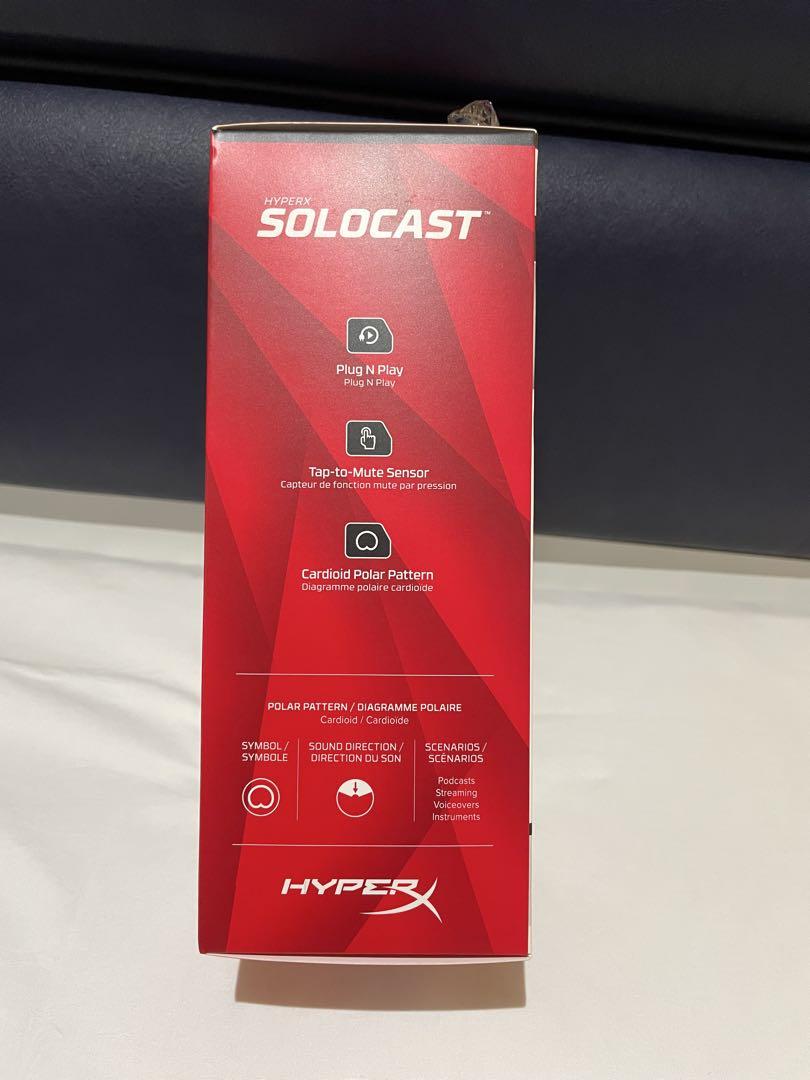 HYPERX
SOLOCAST™
Plug N Play
Plug N Play
Tap-to-Mute Sensor
Capteur de fonction mute par pression
Cardioid Polar Pattern
Diagramme polaire cardioïde
POLAR PATTERN / DIAGRAMME POLAIRE
Cardioid / Cardioïde
SYMBOL /
SYMBOLE
SOUND DIRECTION /
DIRECTION DU SON
SCENARIOS /
SCÉNARIOS
Podcasts
Streaming
Voiceovers
Instruments
HYPERX